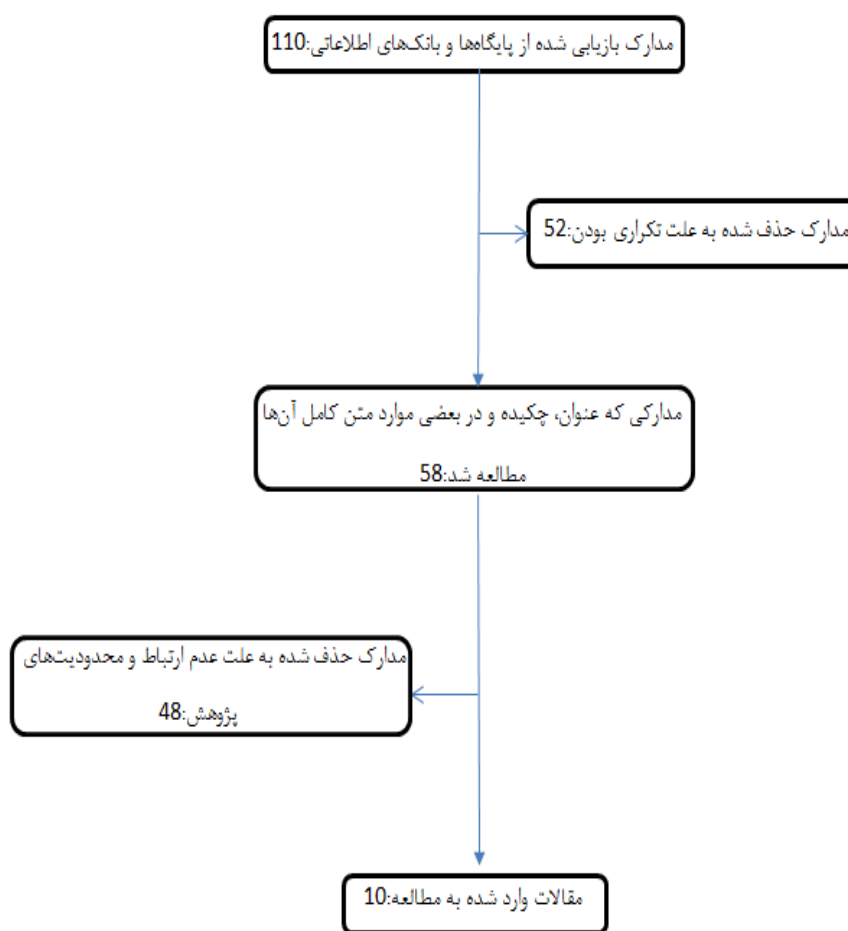 مدارک بازیابی شده از پایگاه‌ها و بانک‌های اطلاعاتی:110
مدارک حذف شده به علت تکراری بودن:52
مدارکی که عنوان، چکیده و در بعضی موارد متن کامل آن‌ها
مطالعه شد:58
مدارک حذف شده به علت عدم ارتباط و محدودیت‌های
پژوهش:48
مقالات وارد شده به مطالعه:10